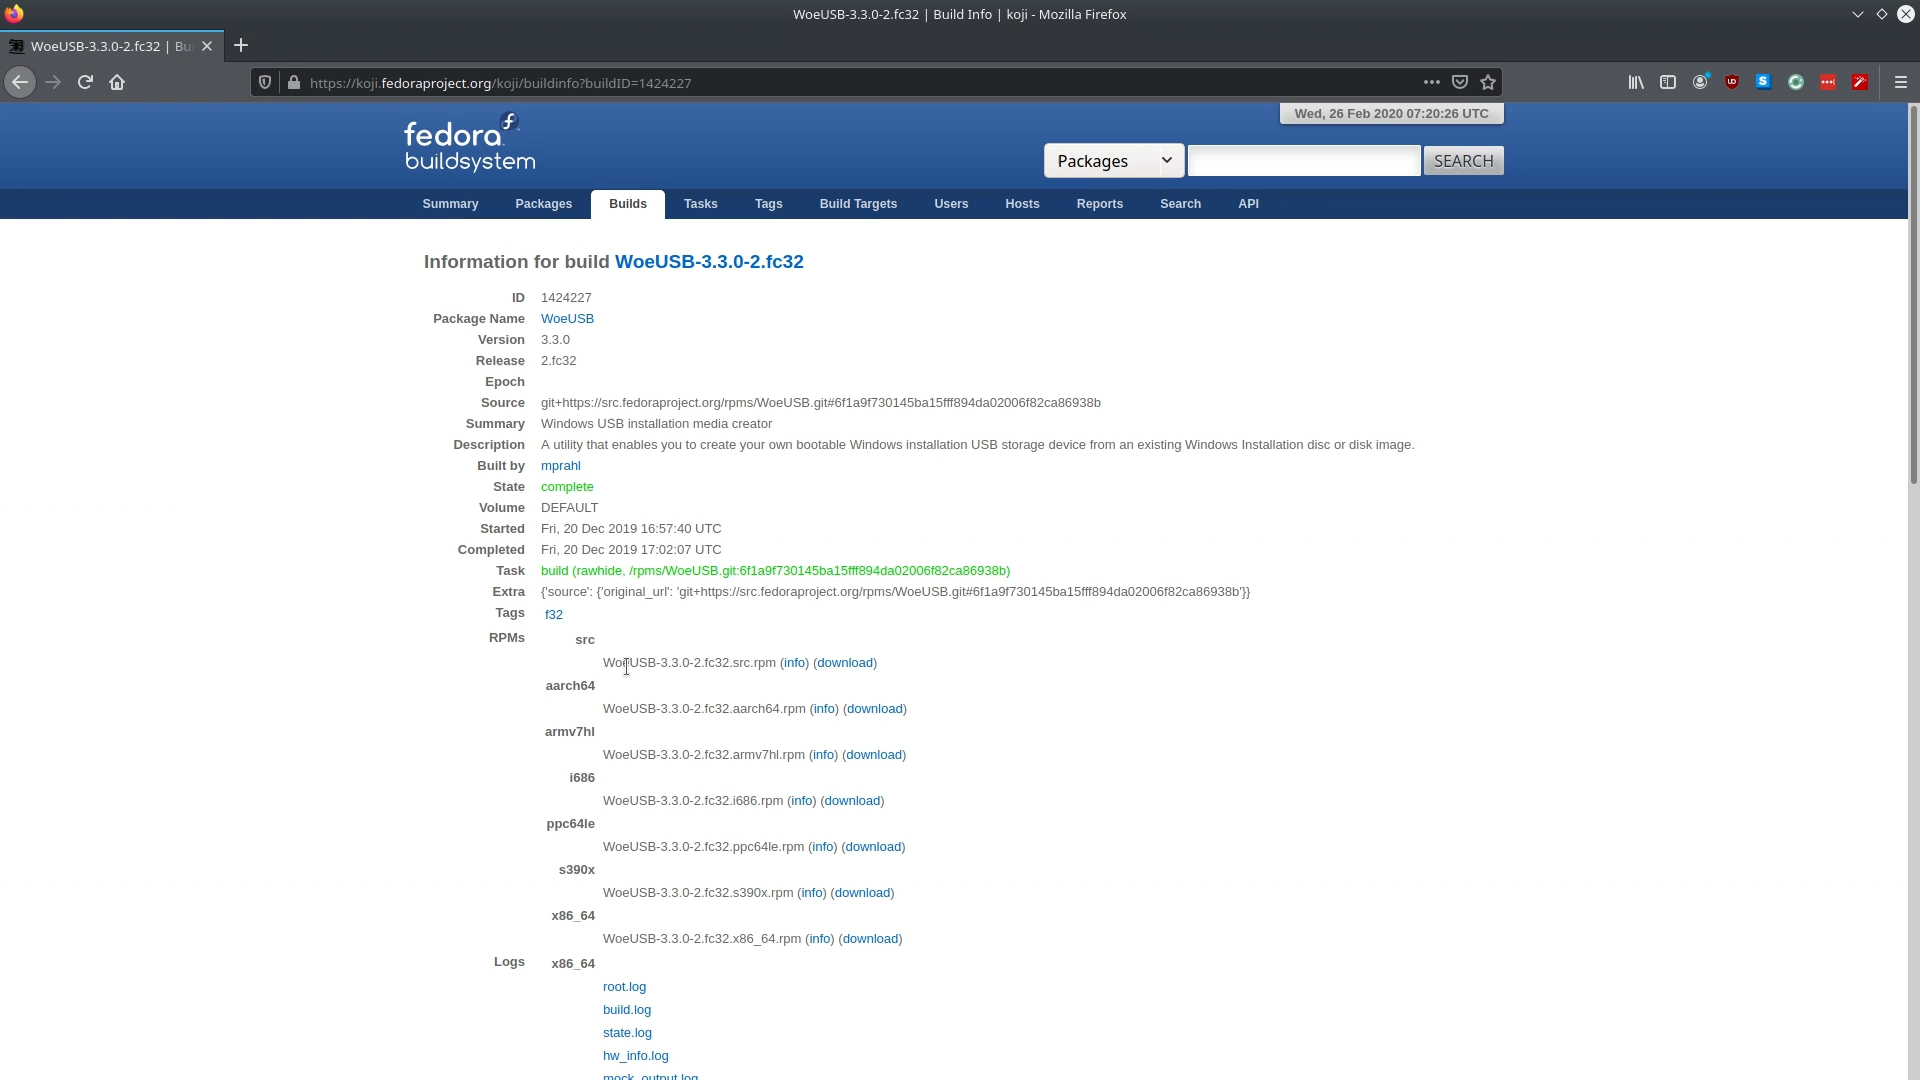 WoeUSB-3.3.0-2.fc32 | Build Info | koji - Mozilla Firefox
WoeUSB-3.3.0-2.fc32 | Bui
https://koji.fedoraproject.org/koji/buildinfo?buildID=1424227
Wed, 26 Feb 2020 07:20:26 UTC
fedora
buildsystem
Packages
SEARCH
Summary Packages Builds Tasks Tags Build Targets Users Hosts Reports Search API
Information for build WoeUSB-3.3.0-2.fc32
ID 1424227
Package Name WoeUSB
Version 3.3.0
Release 2.fc32
Epoch
Source git+https://src.fedoraproject.org/rpms/WoeUSB.git#6f1a9f730145ba15fff894da02006f82ca86938b
Summary Windows USB installation media creator
Description A utility that enables you to create your own bootable Windows installation USB storage device from an existing Windows Installation disc or disk image.
Built by mprahl
State complete
Volume DEFAULT
Started Fri, 20 Dec 2019 16:57:40 UTC
Completed Fri, 20 Dec 2019 17:02:07 UTC
Task build (rawhide, /rpms/WoeUSB.git:6f1a9f730145ba15fff894da02006f82ca86938b)
Extra {'source': {'original_url': 'git+https://src.fedoraproject.org/rpms/WoeUSB.git#6f1a9f730145ba15fff894da02006f82ca86938b'}}
Tags f32
RPMs src
WoeUSB-3.3.0-2.fc32.src.rpm (info) (download)
aarch64
WoeUSB-3.3.0-2.fc32.aarch64.rpm (info) (download)
armv7hl
WoeUSB-3.3.0-2.fc32.armv7hl.rpm (info) (download)
i686
WoeUSB-3.3.0-2.fc32.i686.rpm (info) (download)
ppc64le
WoeUSB-3.3.0-2.fc32.ppc64le.rpm (info) (download)
s390x
WoeUSB-3.3.0-2.fc32.s390x.rpm (info) (download)
x86_64
WoeUSB-3.3.0-2.fc32.x86_64.rpm (info) (download)
Logs x86_64
root.log
build.log
state.log
hw_info.log
mock_output.log